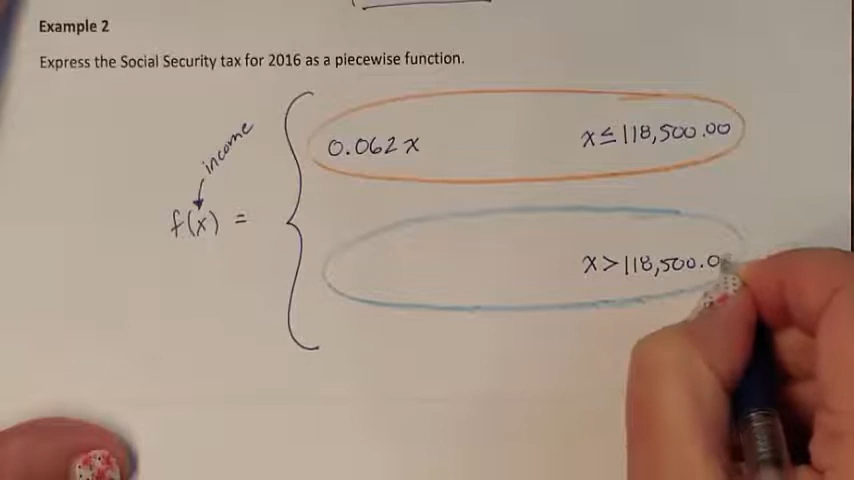 Example 2
Express the Social Security tax for 2016 as a piecewise function.
income
0.062x x≤118,500.00
f(x) =
x>118,500.0